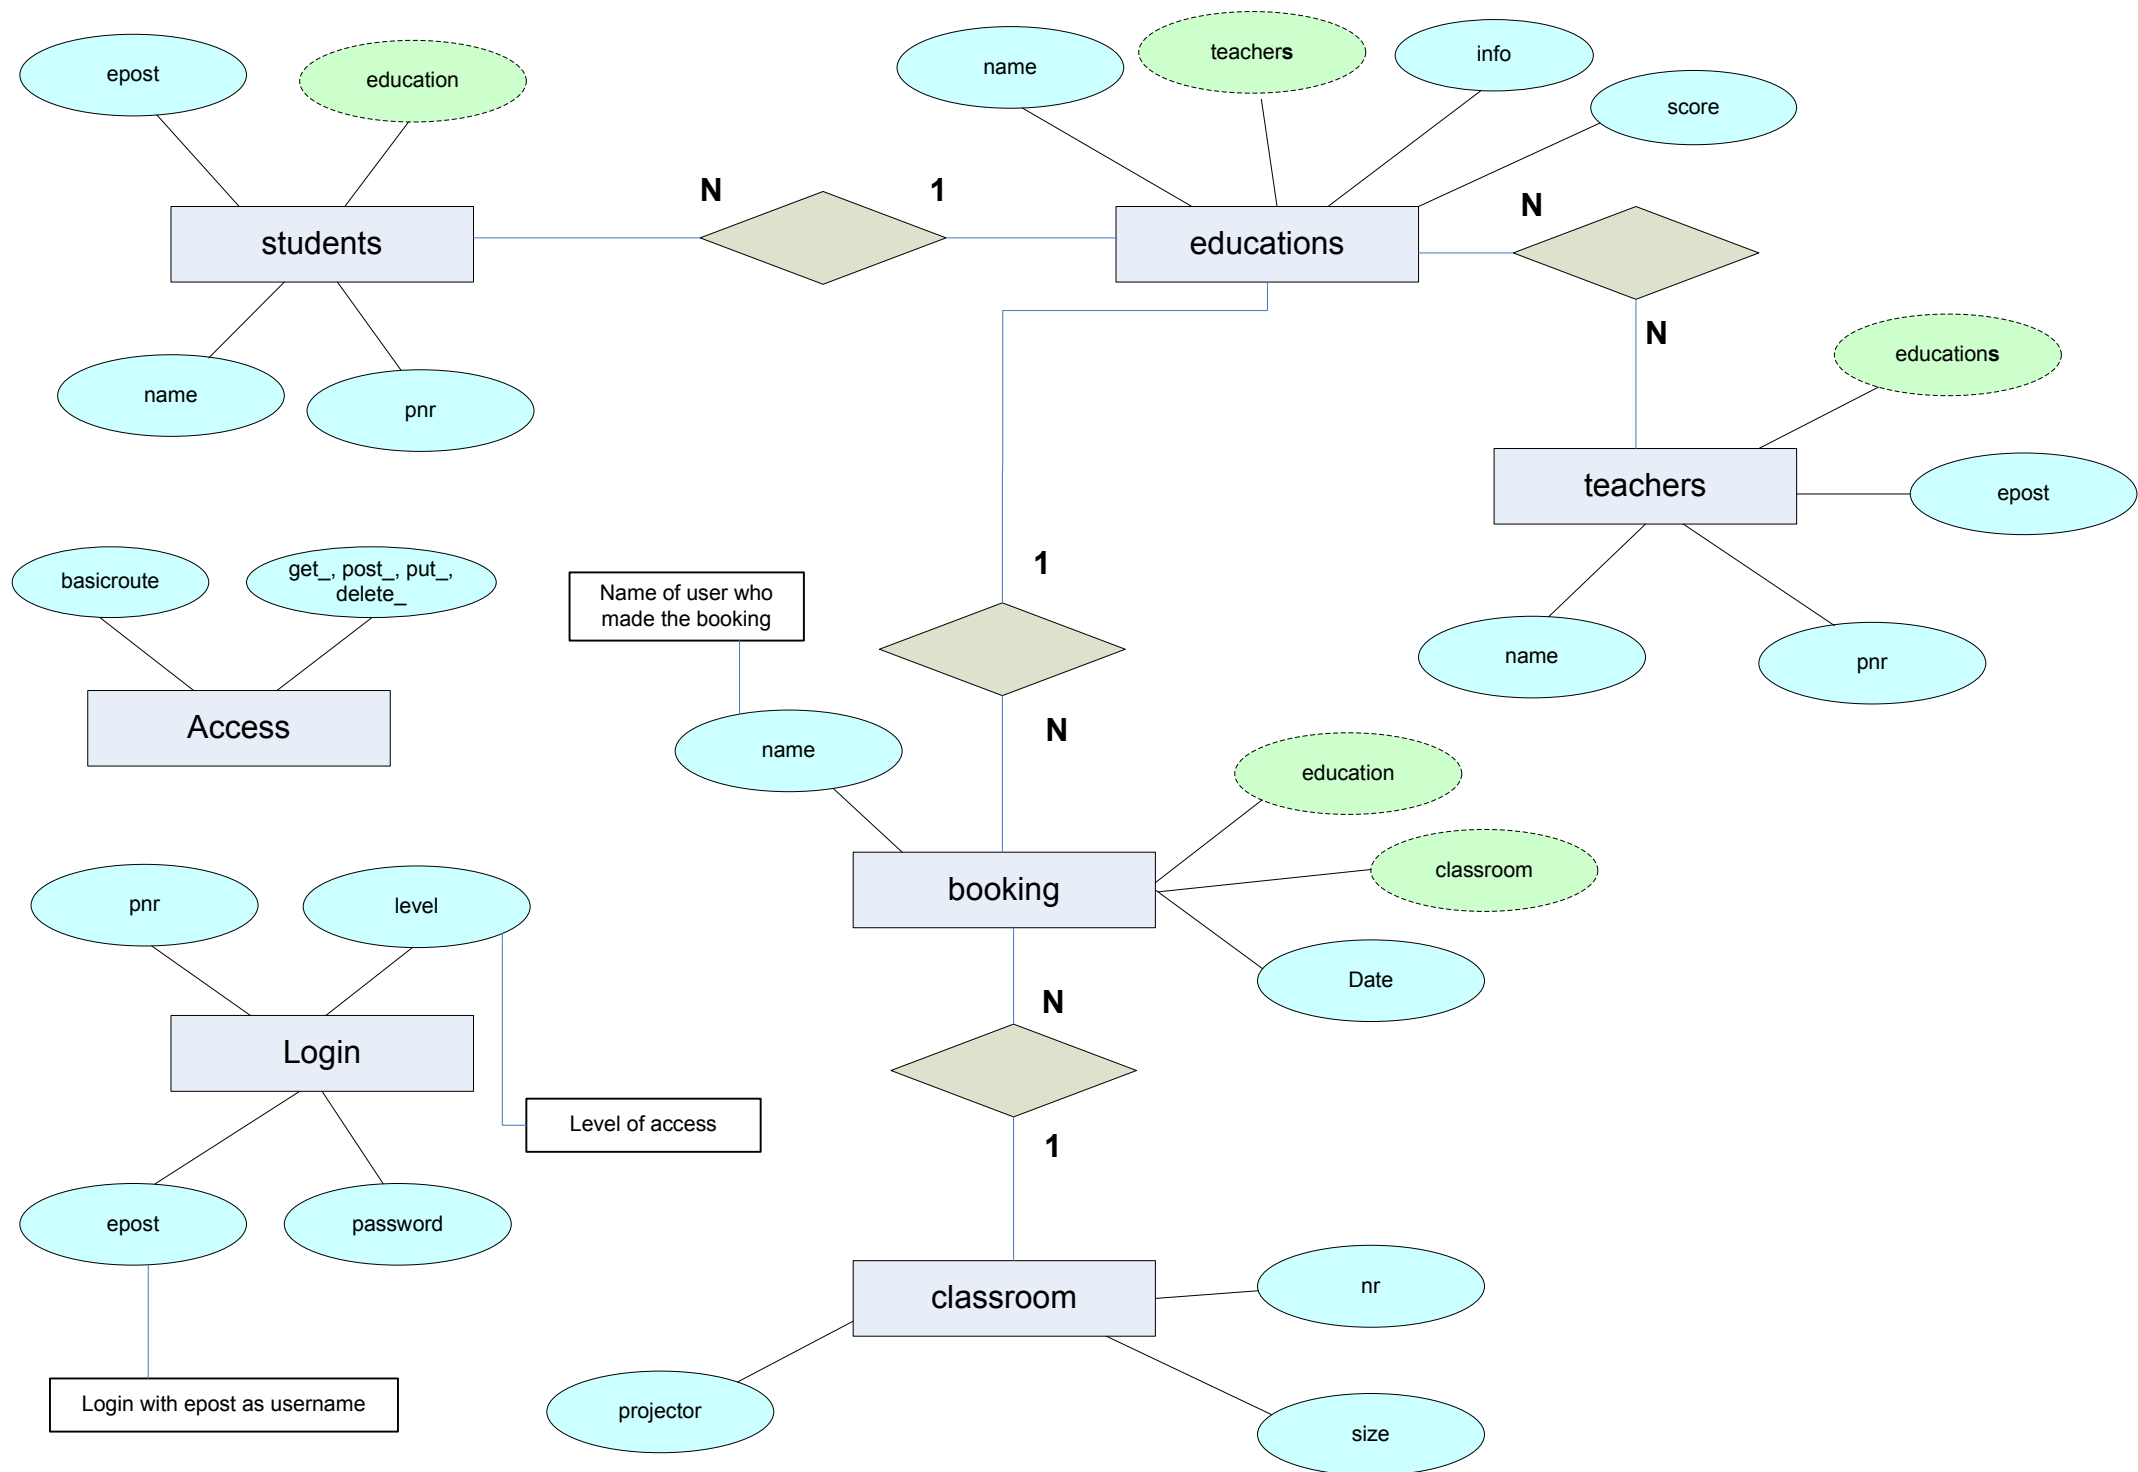 epost
education
name
teachers
info
score
N
1
N
students
educations
N
educations
name
pnr
teachers
epost
1
basicroute
get_, post_, put_,
delete_
Name of user who
made the booking
name
pnr
Access
N
name
education
classroom
pnr
level
booking
Date
N
Login
Level of access
1
epost
password
nr
classroom
Login with epost as username
projector
size